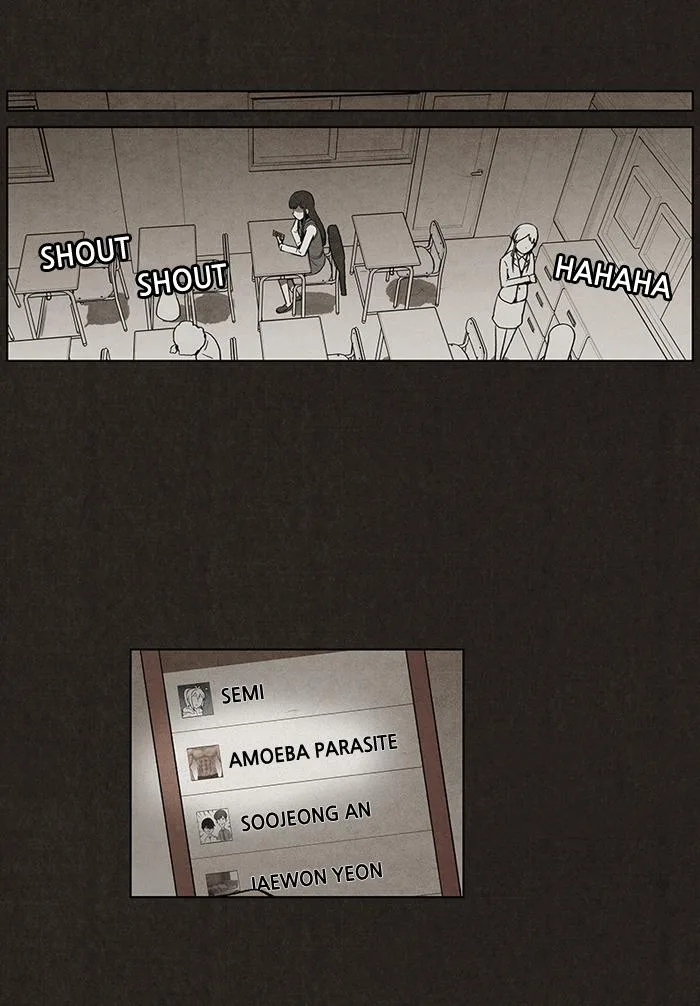 SHOUT
SHOUT
HAHAHA
SEMI
AMOEBA PARASITE
SOOJEONG AN
JAEWON YEON